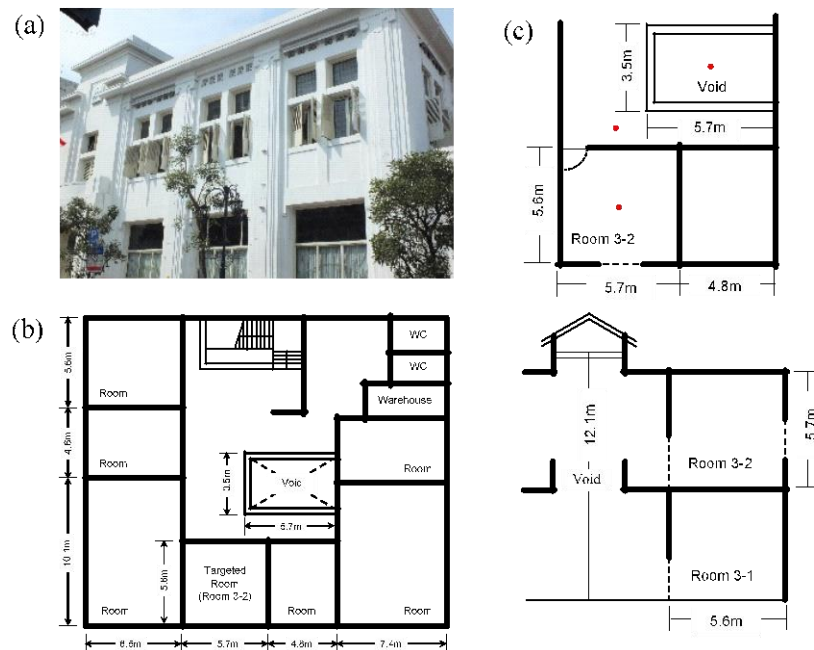 (a)
(b)
WC
WC
Warehouse
Room
Room
Room
Room
Room
Room
Void
Targeted
Room
(Room 3-2)
5.6m
4.6m
10.1m
3.5m
5.7m
5.6m
5.7m
4.8m
7.4m
(c)
3.5m
Void
5.7m
5.6m
Room 3-2
5.7m
4.8m
12.1m
Void
Room 3-2
5.7m
Room 3-1
5.6m